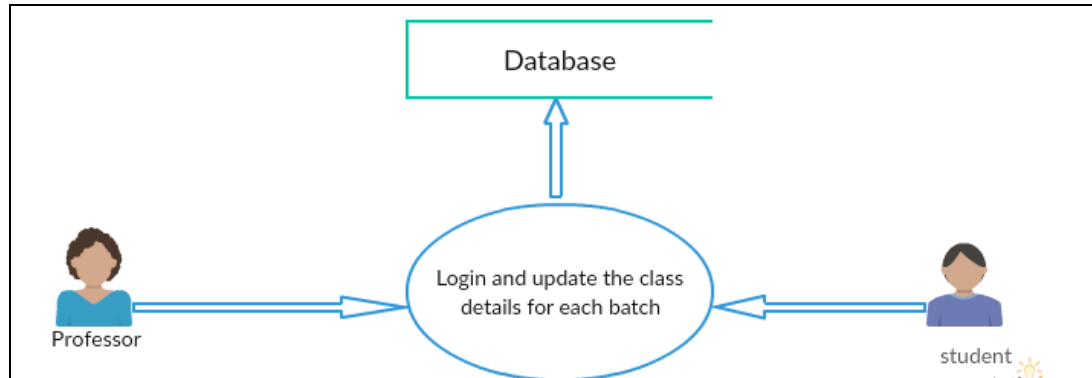 Database
Login and update the class
details for each batch
Professor
student